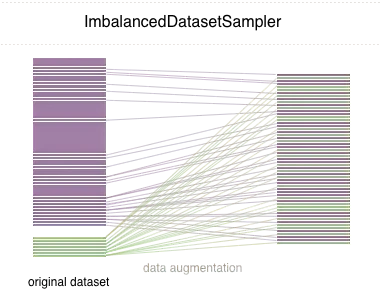 ImbalancedDatasetSampler
data augmentation
original dataset